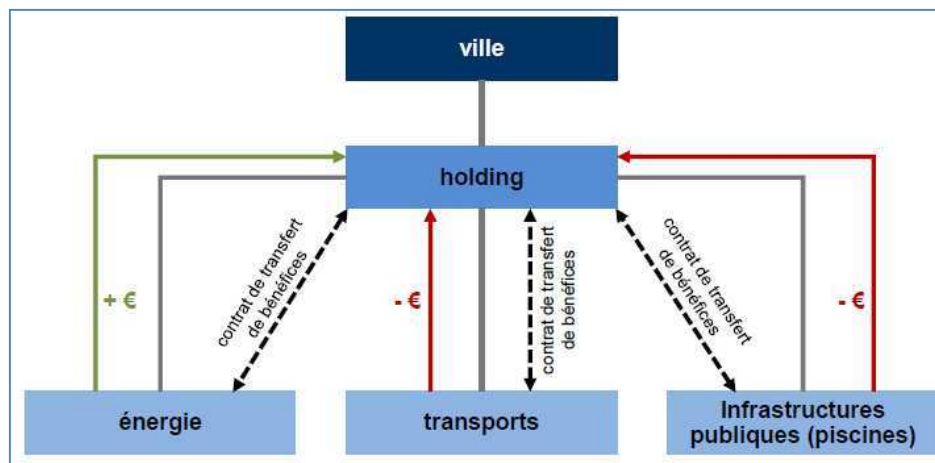 ville
holding
contrat de transfert
de bénéfices
contrat de transfert
de bénéfices
contrat de transfert
de bénéfices
+ €
- €
- €
énergie
transports
Infrastructures
publiques (piscines)